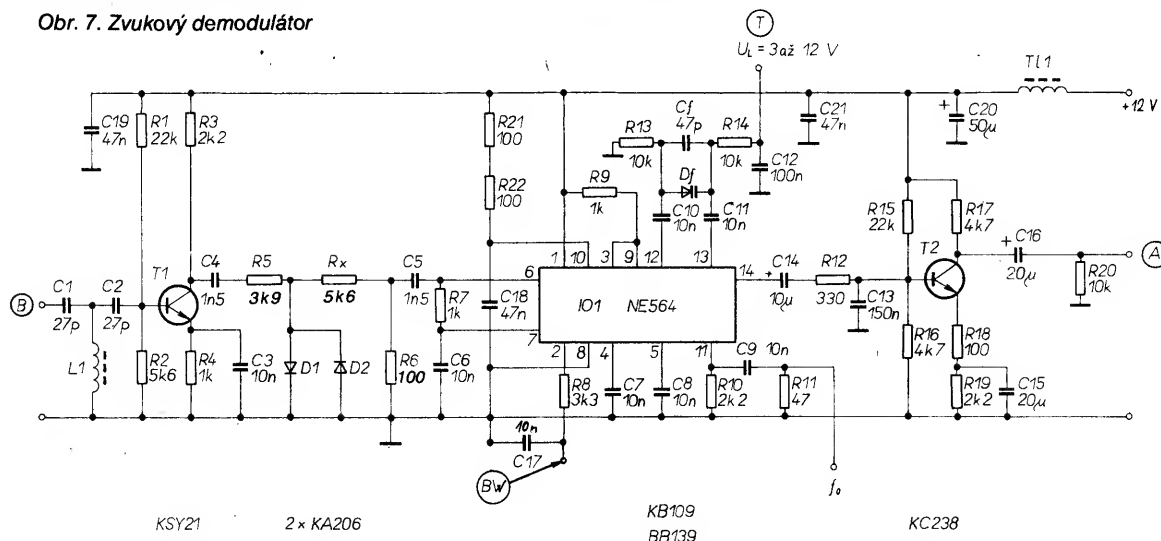 Obr. 7. Zvukový demodulátor
T
U_L = 3 až 12 V
Tl1
+12 V
C19
47n
R1
22k
R3
2k2
R21
100
R22
100
R9
1k
R13
10k
Cf
47p
R14
10k
Df
C10
10n
C11
10n
C12
100n
C21
47n
+
C20
50µ
R15
22k
R17
4k7
T1
T2
B
C1
27p
C2
27p
L1
C4
1n5
R5
3k9
Rx
5k6
C5
1n5
R7
1k
C18
47n
1
10
3
9
12
13
6
7
14
IO1 NE564
2
8
4
5
11
+
C14
10µ
R12
330
C13
150n
+
C16
20µ
R20
10k
A
R2
5k6
R4
1k
C3
10n
D1
D2
R6
100
C6
10n
R8
3k3
C7
10n
C8
10n
C9
10n
R10
2k2
R11
47
R16
4k7
R18
100
R19
2k2
C15
20µ
10n
C17
BW
f₀
KSY21
2 × KA206
KB109
BB139
KC238